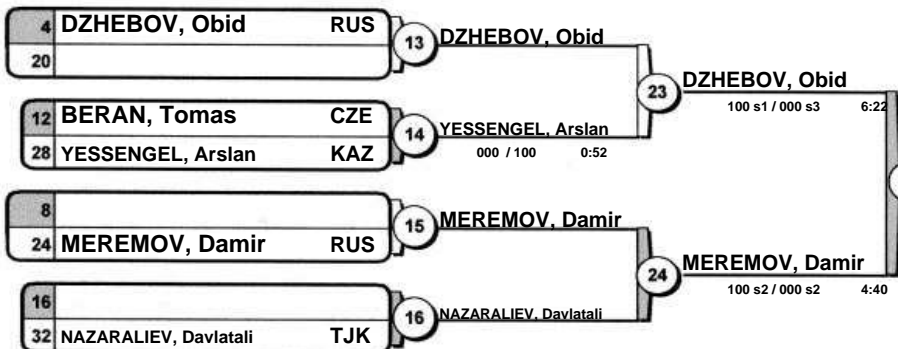 4 DZHEBOV, Obid RUS
20
13 DZHEBOV, Obid
12 BERAN, Tomas CZE
28 YESSENGEL, Arslan KAZ
14 YESSENGEL, Arslan
000 / 100 0:52
23 DZHEBOV, Obid
100 s1 / 000 s3 6:22
8
24 MEREMOV, Damir RUS
15 MEREMOV, Damir
16
32 NAZARALIEV, Davlatali TJK
16 NAZARALIEV, Davlatali
24 MEREMOV, Damir
100 s2 / 000 s2 4:40